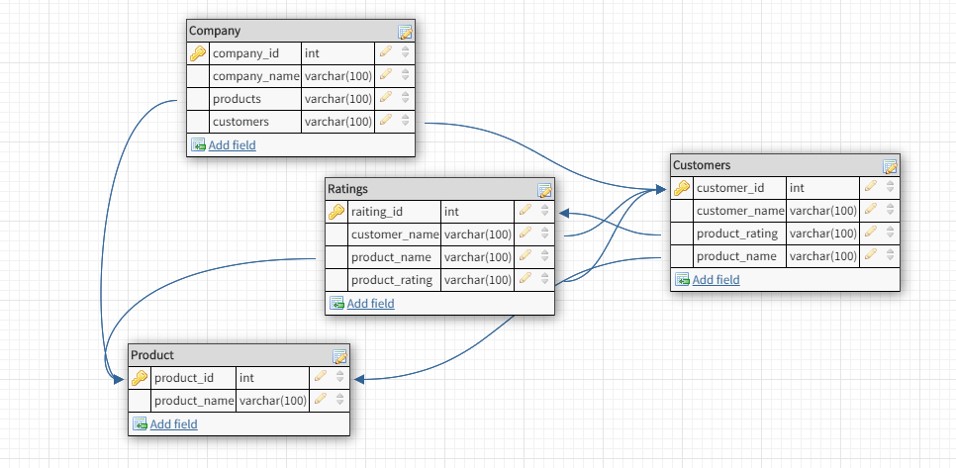 Company
company_id int
company_name varchar(100)
products varchar(100)
customers varchar(100)
Add field
Customers
customer_id int
customer_name varchar(100)
product_rating varchar(100)
product_name varchar(100)
Add field
Ratings
raiting_id int
customer_name varchar(100)
product_name varchar(100)
product_rating varchar(100)
Add field
Product
product_id int
product_name varchar(100)
Add field